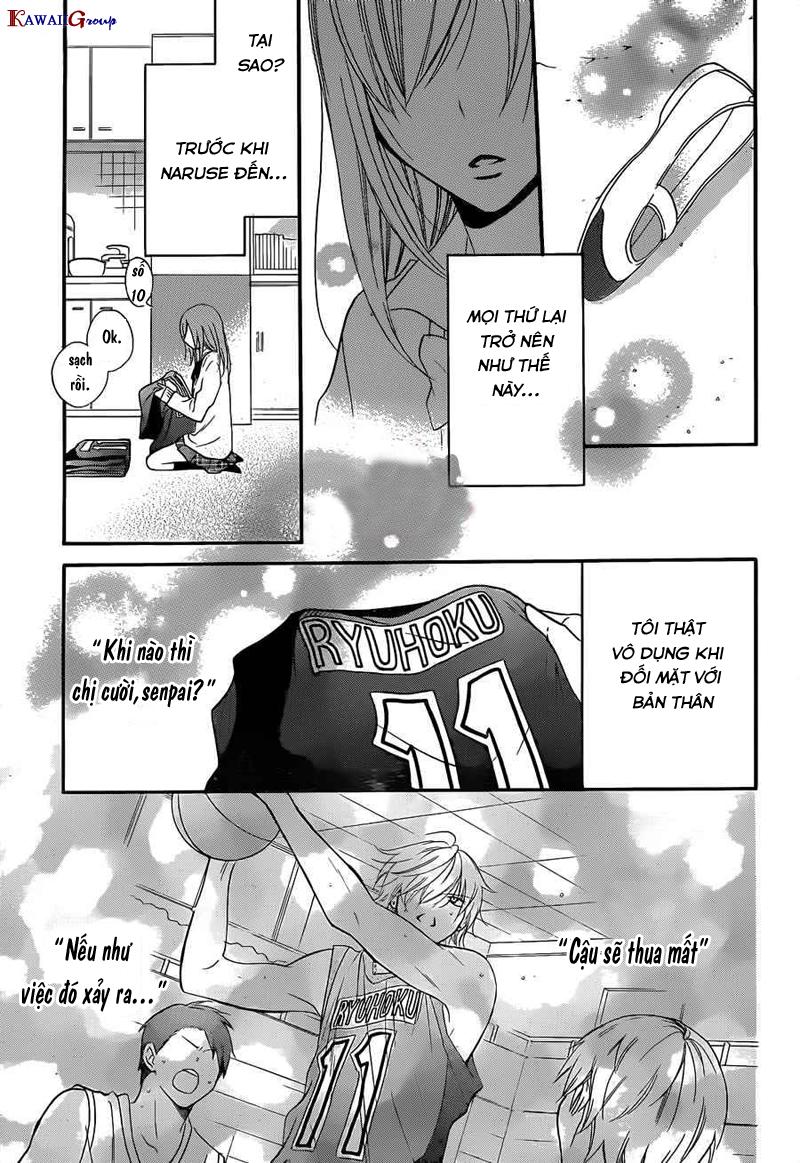 KAWAIIGroup
TẠI
SAO?
TRƯỚC KHI
NARUSE ĐẾN...
MỌI THỨ LẠI
TRỞ NÊN
NHƯ THẾ
NÀY...
số
10
Ok.
sạch
rồi.
TÔI THẬT
VÔ DỤNG KHI
ĐỐI MẶT VỚI
BẢN THÂN
RYUHOKU
11
“Khi nào thì
chị cười, senpai?”
“Nếu như
việc đó xảy ra...”
“Cậu sẽ thua mất”
RYUHOKU
11